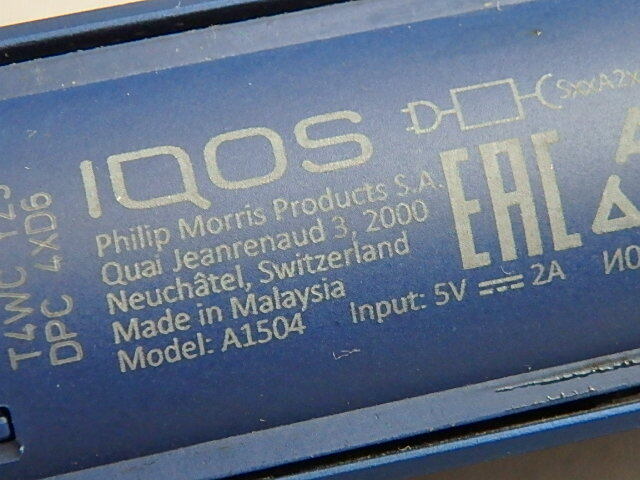 IQOS
Philip Morris Products S.A.
Quai Jeanrenaud 3, 2000
Neuchâtel, Switzerland
Made in Malaysia
Model: A1504
Input: 5V ⎓ 2A
EAC
T4WC
DPC 4XD6